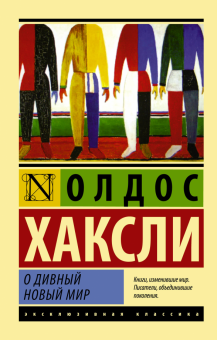 N ОЛДОС
ХАКСЛИ
О ДИВНЫЙ
НОВЫЙ МИР
Книги, изменившие мир.
Писатели, объединившие
поколения.
ЭКСКЛЮЗИВНАЯ КЛАССИКА